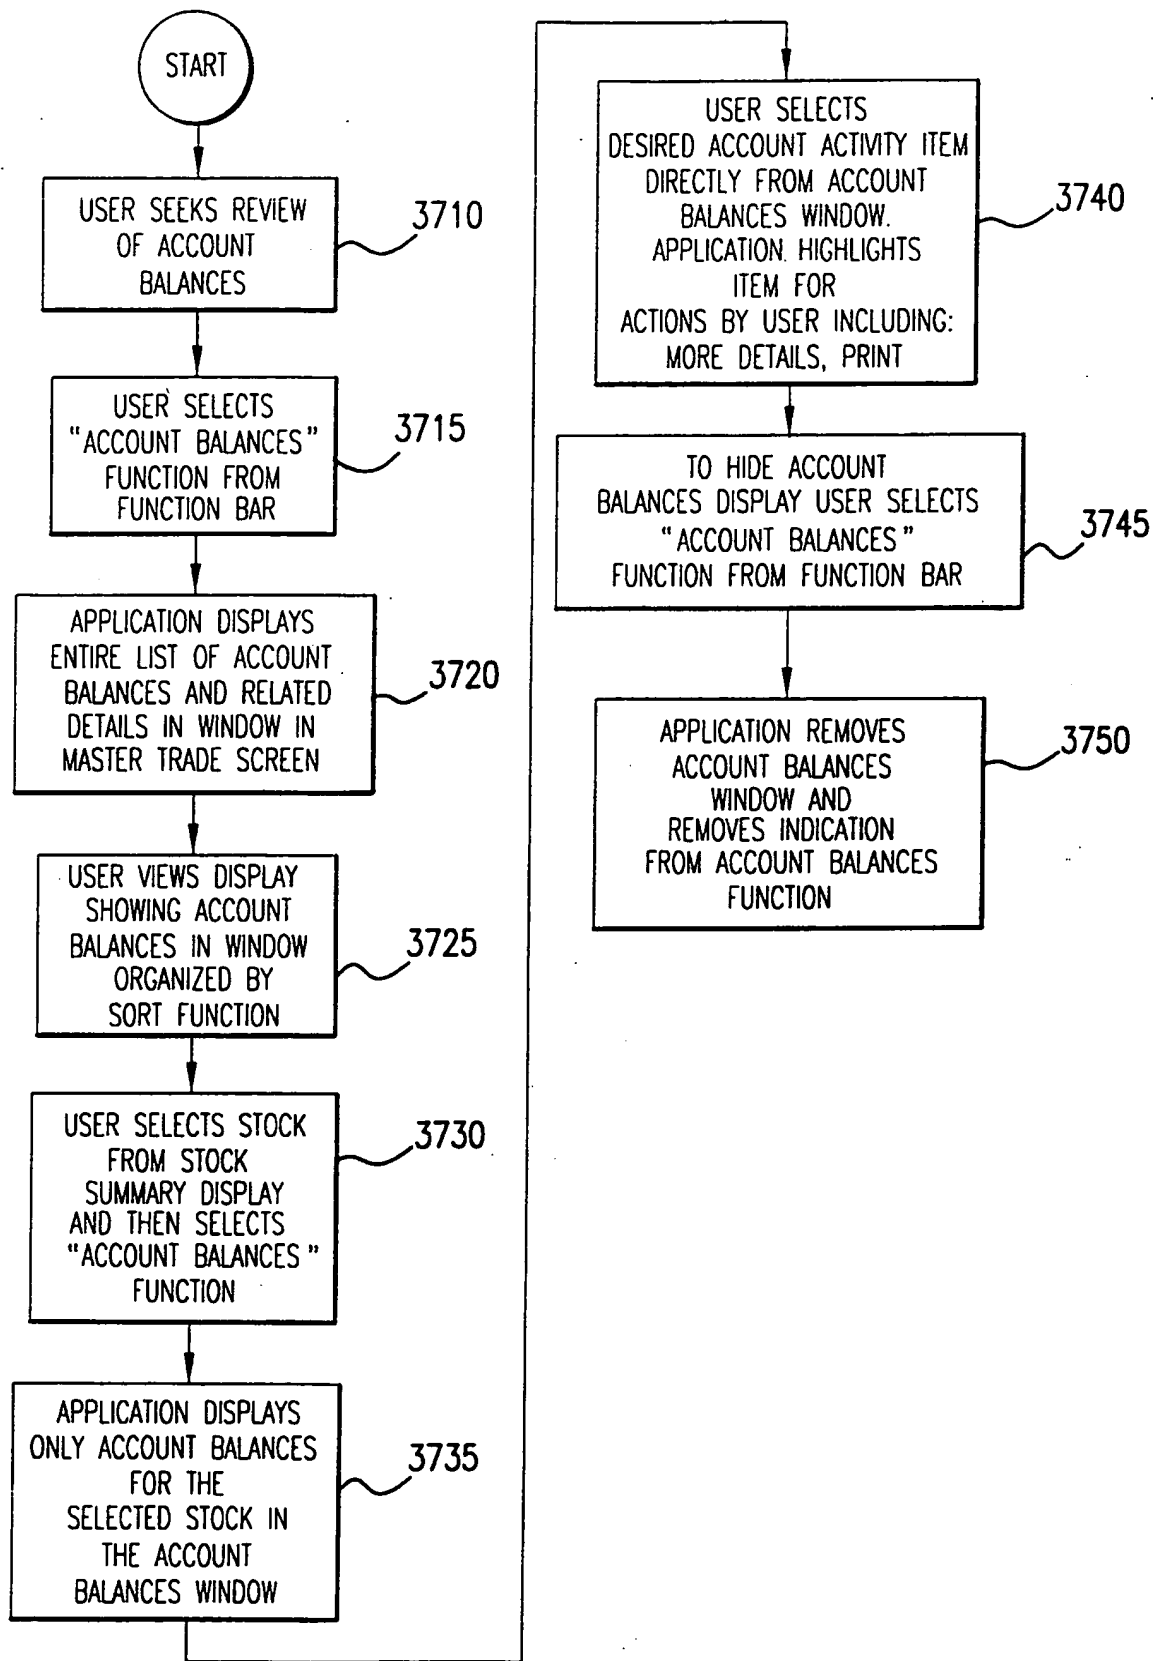 START
USER SEEKS REVIEW
OF ACCOUNT
BALANCES
3710
USER SELECTS
"ACCOUNT BALANCES"
FUNCTION FROM
FUNCTION BAR
3715
APPLICATION DISPLAYS
ENTIRE LIST OF ACCOUNT
BALANCES AND RELATED
DETAILS IN WINDOW IN
MASTER TRADE SCREEN
3720
USER VIEWS DISPLAY
SHOWING ACCOUNT
BALANCES IN WINDOW
ORGANIZED BY
SORT FUNCTION
3725
USER SELECTS STOCK
FROM STOCK
SUMMARY DISPLAY
AND THEN SELECTS
"ACCOUNT BALANCES"
FUNCTION
3730
APPLICATION DISPLAYS
ONLY ACCOUNT BALANCES
FOR THE
SELECTED STOCK IN
THE ACCOUNT
BALANCES WINDOW
3735
USER SELECTS
DESIRED ACCOUNT ACTIVITY ITEM
DIRECTLY FROM ACCOUNT
BALANCES WINDOW.
APPLICATION. HIGHLIGHTS
ITEM FOR
ACTIONS BY USER INCLUDING:
MORE DETAILS, PRINT
3740
TO HIDE ACCOUNT
BALANCES DISPLAY USER SELECTS
"ACCOUNT BALANCES"
FUNCTION FROM FUNCTION BAR
3745
APPLICATION REMOVES
ACCOUNT BALANCES
WINDOW AND
REMOVES INDICATION
FROM ACCOUNT BALANCES
FUNCTION
3750